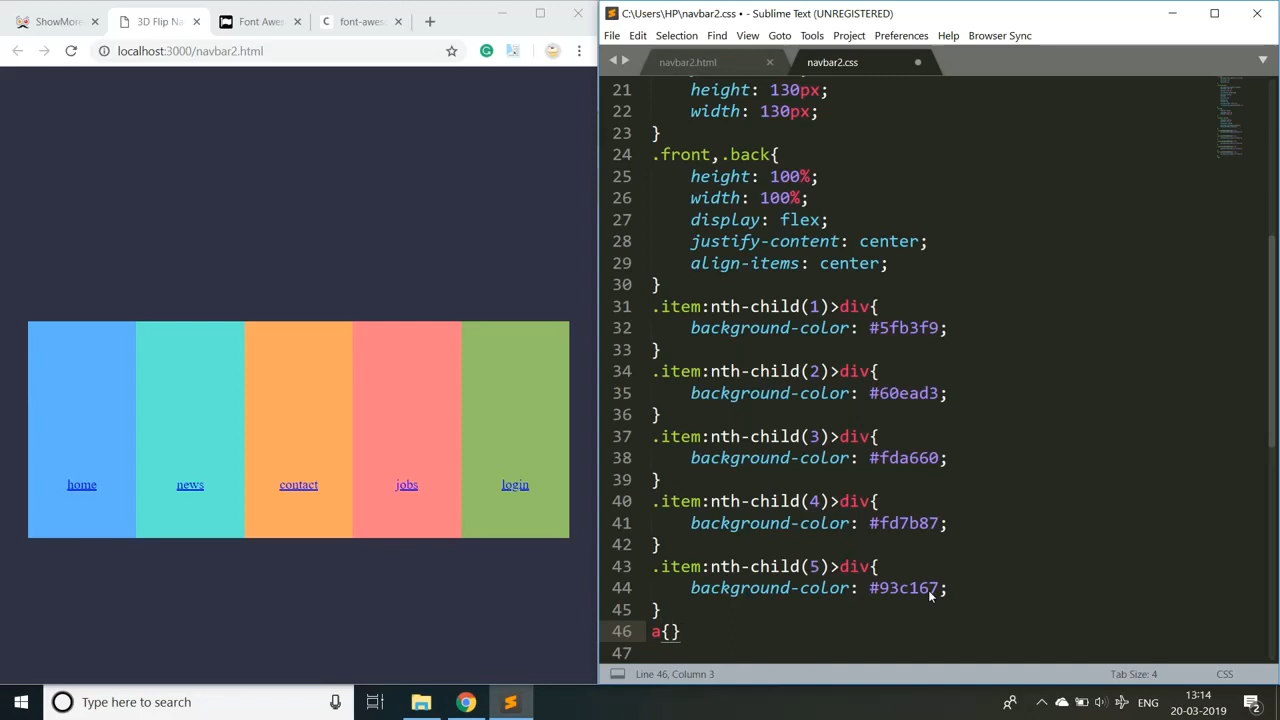 ShowMore
3D Flip Na
Font Awes
font-awes
localhost:3000/navbar2.html
home
news
contact
jobs
login
C:\Users\HP\navbar2.css • - Sublime Text (UNREGISTERED)
File Edit Selection Find View Goto Tools Project Preferences Help Browser Sync
navbar2.html
navbar2.css
21 height: 130px;
22 width: 130px;
23 }
24 .front,.back{
25 height: 100%;
26 width: 100%;
27 display: flex;
28 justify-content: center;
29 align-items: center;
30 }
31 .item:nth-child(1)>div{
32 background-color: #5fb3f9;
33 }
34 .item:nth-child(2)>div{
35 background-color: #60ead3;
36 }
37 .item:nth-child(3)>div{
38 background-color: #fda660;
39 }
40 .item:nth-child(4)>div{
41 background-color: #fd7b87;
42 }
43 .item:nth-child(5)>div{
44 background-color: #93c167;
45 }
46 a{}
47
Line 46, Column 3
Tab Size: 4
CSS
Type here to search
ENG
13:14
20-03-2019
2